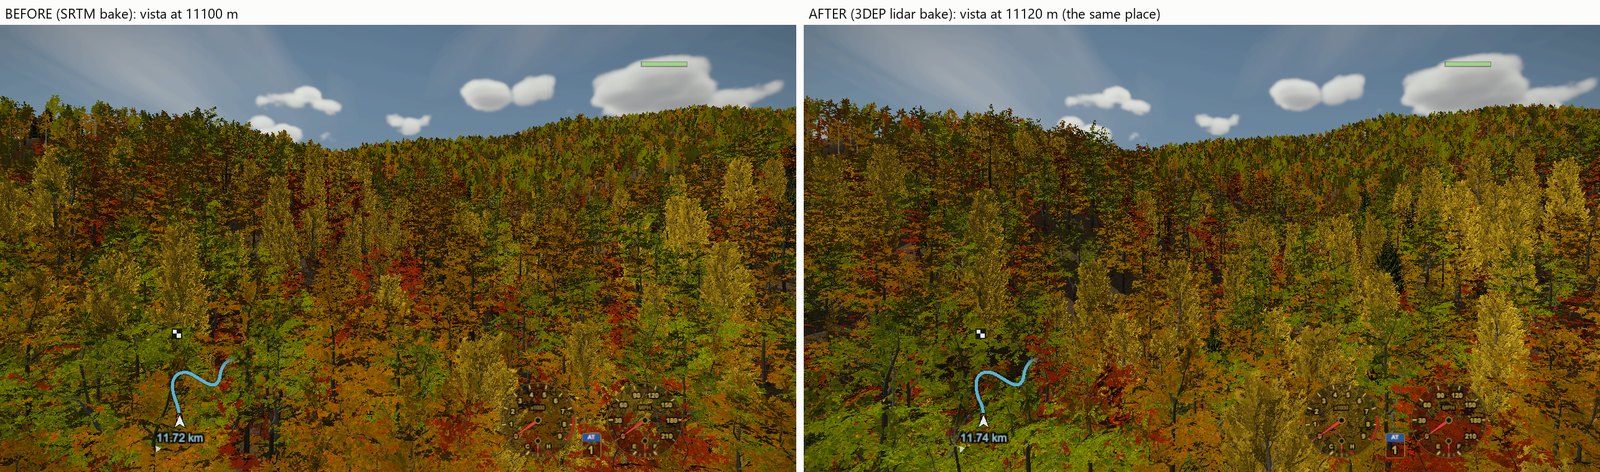 BEFORE (SRTM bake): vista at 11100 m
AFTER (3DEP lidar bake): vista at 11120 m (the same place)
11.72 km
AT
1
11.74 km
AT
1